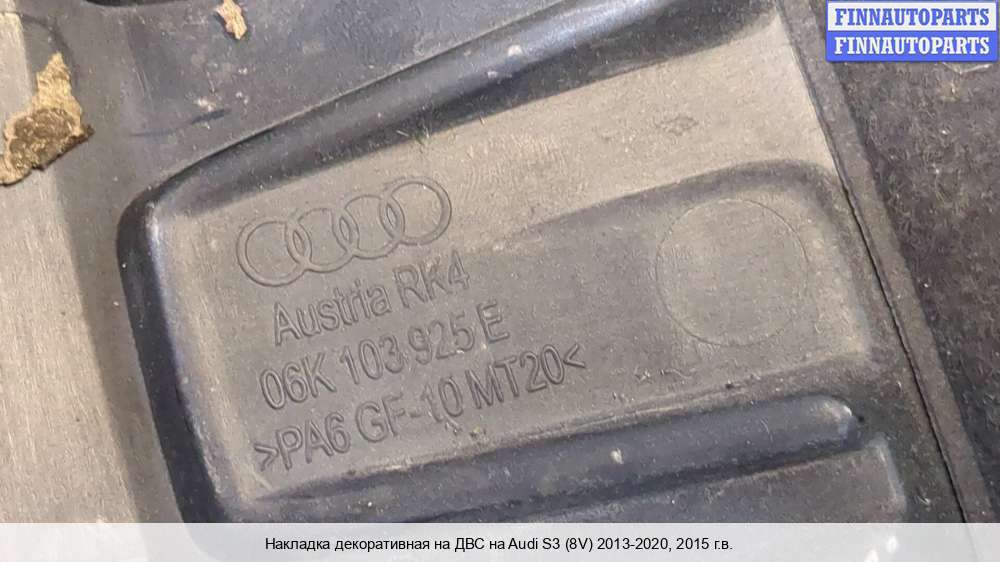 FINNAUTOPARTS
FINNAUTOPARTS
Austria RK4
06K 103 925 E
>PA6 GF-10 MT20<
Накладка декоративная на ДВС на Audi S3 (8V) 2013-2020, 2015 г.в.